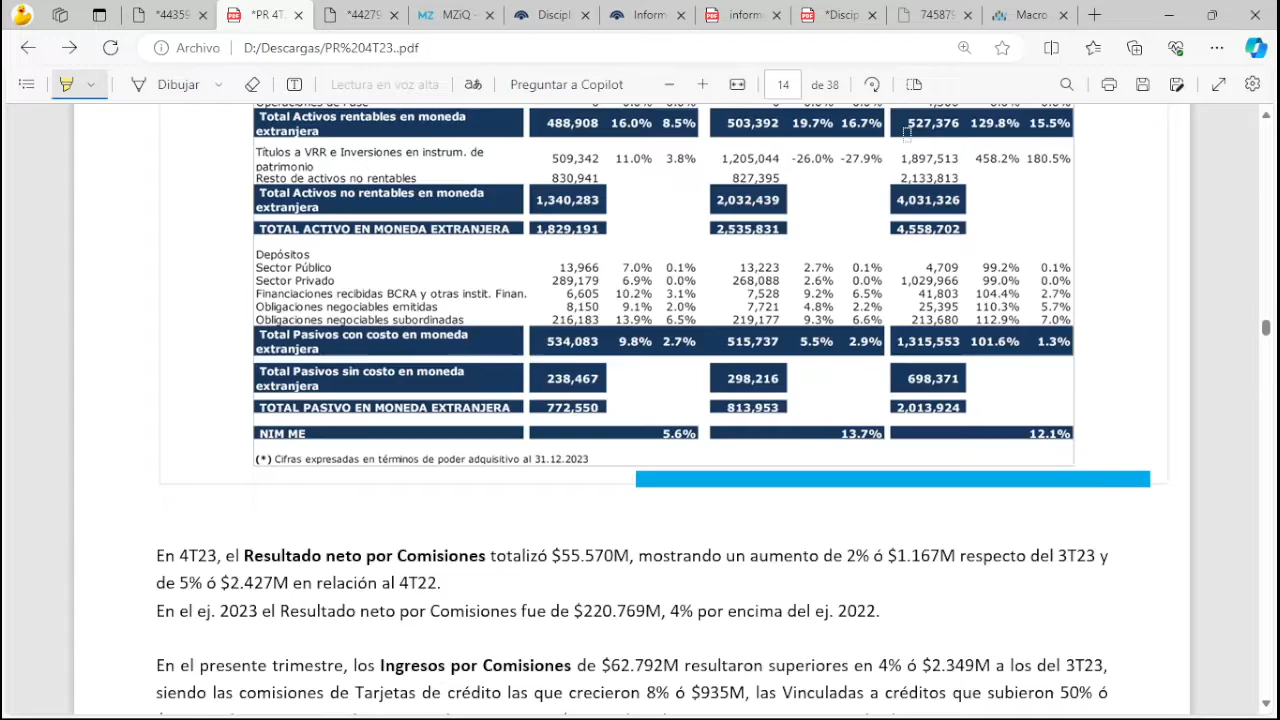 *44359
*PR 4T.
*44279
MZ MZiQ -
Discipl
Inform
inform
*Discip
745879
Macro
Archivo D:/Descargas/PR%204T23..pdf
Dibujar Lectura en voz alta aあ Preguntar a Copilot 14 de 38
Total Activos rentables en moneda extranjera 488,908 16.0% 8.5% 503,392 19.7% 16.7% 527,376 129.8% 15.5%
Títulos a VRR e Inversiones en instrum. de patrimonio 509,342 11.0% 3.8% 1,205,044 -26.0% -27.9% 1,897,513 458.2% 180.5%
Resto de activos no rentables 830,941 827,395 2,133,813
Total Activos no rentables en moneda extranjera 1,340,283 2,032,439 4,031,326
TOTAL ACTIVO EN MONEDA EXTRANJERA 1,829,191 2,535,831 4,558,702
Depósitos
Sector Público 13,966 7.0% 0.1% 13,223 2.7% 0.1% 4,709 99.2% 0.1%
Sector Privado 289,179 6.9% 0.0% 268,088 2.6% 0.0% 1,029,966 99.0% 0.0%
Financiaciones recibidas BCRA y otras instit. Finan. 6,605 10.2% 3.1% 7,528 9.2% 6.5% 41,803 104.4% 2.7%
Obligaciones negociables emitidas 8,150 9.1% 2.0% 7,721 4.8% 2.2% 25,395 110.3% 5.7%
Obligaciones negociables subordinadas 216,183 13.9% 6.5% 219,177 9.3% 6.6% 213,680 112.9% 7.0%
Total Pasivos con costo en moneda extranjera 534,083 9.8% 2.7% 515,737 5.5% 2.9% 1,315,553 101.6% 1.3%
Total Pasivos sin costo en moneda extranjera 238,467 298,216 698,371
TOTAL PASIVO EN MONEDA EXTRANJERA 772,550 813,953 2,013,924
NIM ME 5.6% 13.7% 12.1%
(*) Cifras expresadas en términos de poder adquisitivo al 31.12.2023
En 4T23, el Resultado neto por Comisiones totalizó $55.570M, mostrando un aumento de 2% ó $1.167M respecto del 3T23 y
de 5% ó $2.427M en relación al 4T22.
En el ej. 2023 el Resultado neto por Comisiones fue de $220.769M, 4% por encima del ej. 2022.
En el presente trimestre, los Ingresos por Comisiones de $62.792M resultaron superiores en 4% ó $2.349M a los del 3T23,
siendo las comisiones de Tarjetas de crédito las que crecieron 8% ó $935M, las Vinculadas a créditos que subieron 50% ó